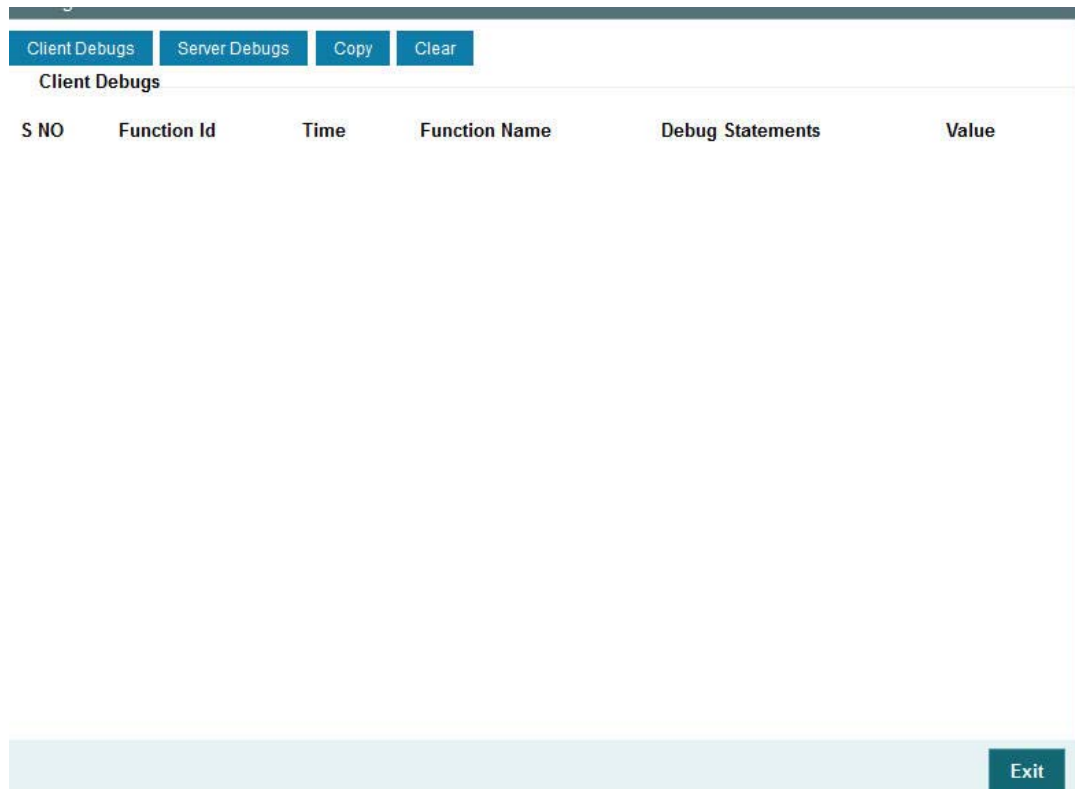 Client Debugs Server Debugs Copy Clear
Client Debugs
S NO Function Id Time Function Name Debug Statements Value
Exit